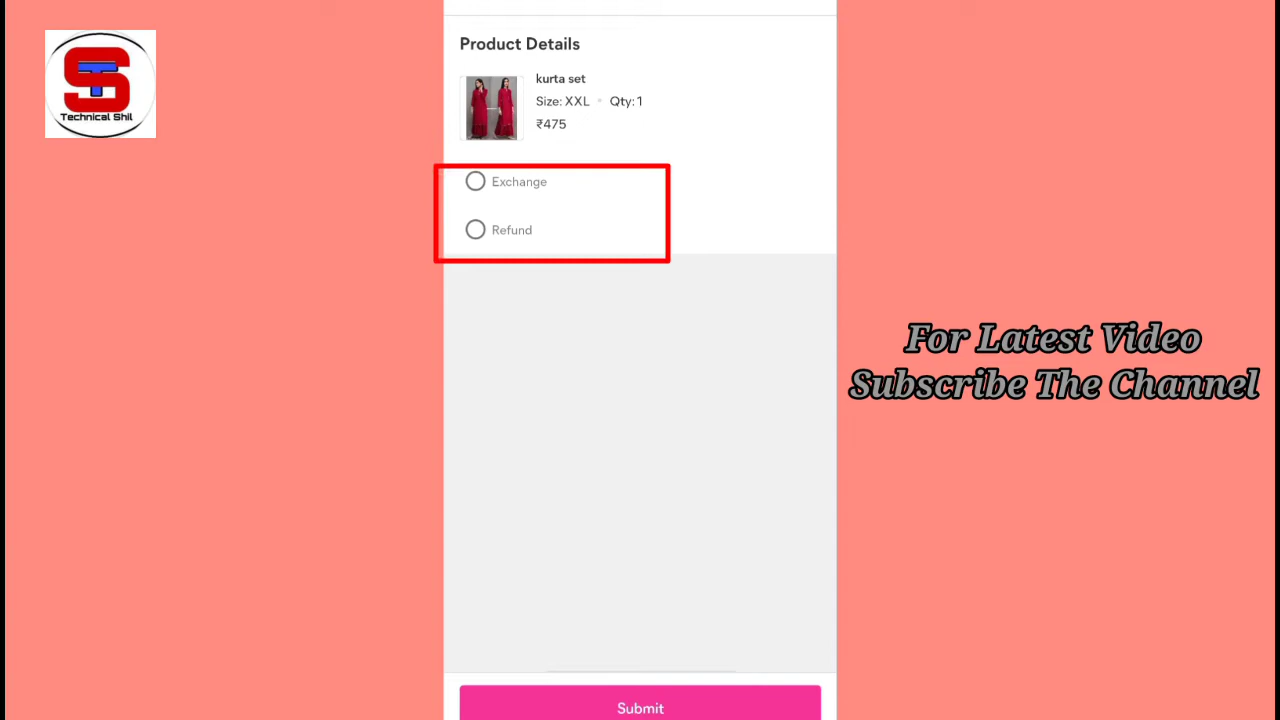 ST
Technical Shil
Product Details
kurta set
Size: XXL • Qty: 1
₹475
Exchange
Refund
For Latest Video
Subscribe The Channel
Submit